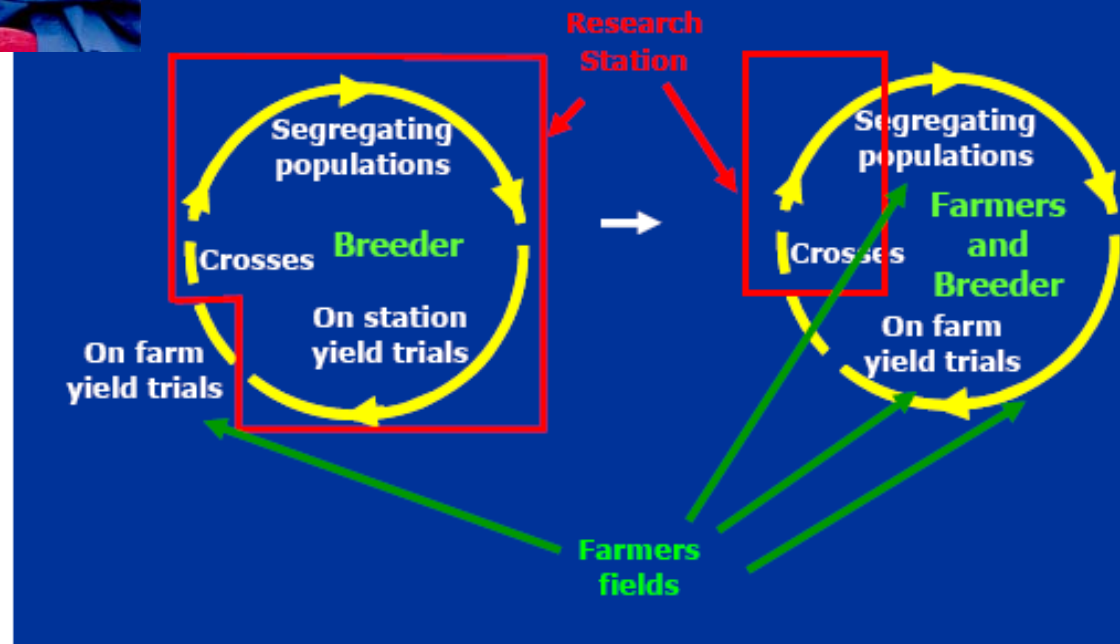 Research
Station
Segregating
populations
Breeder
Crosses
On station
yield trials
On farm
yield trials
Segregating
populations
Farmers
and
Breeder
Crosses
On farm
yield trials
Farmers
fields